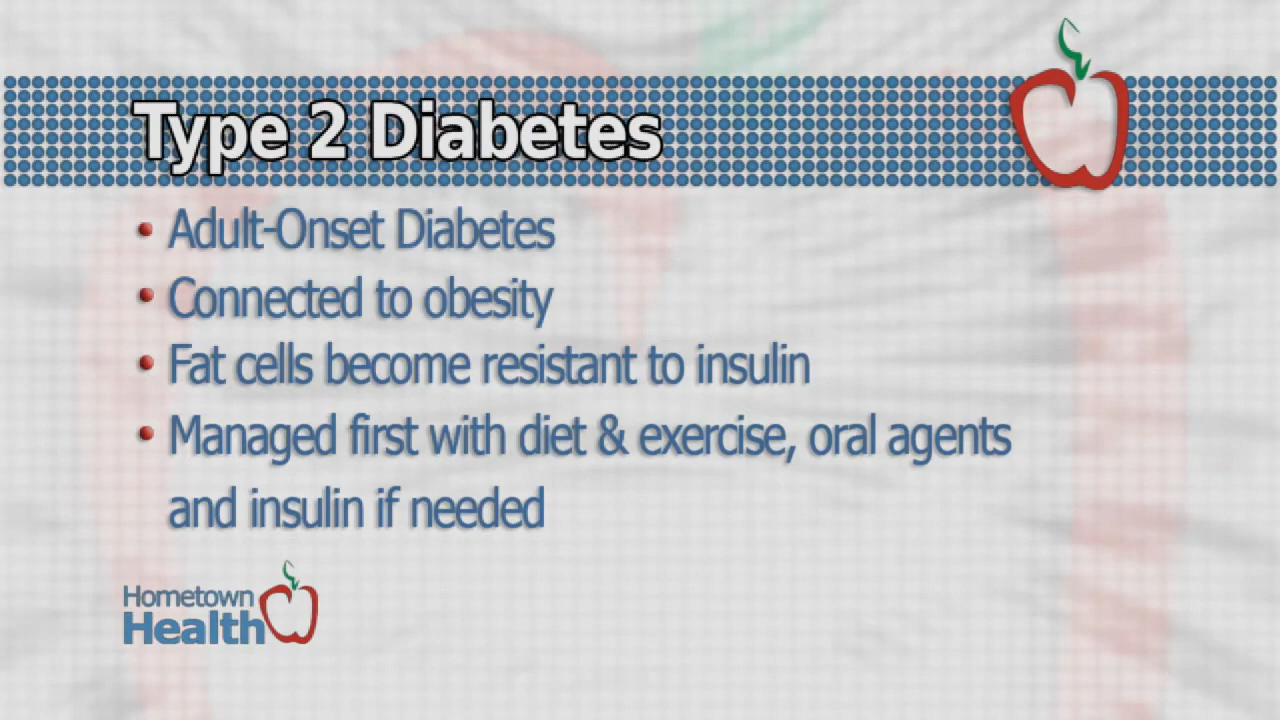 Type 2 Diabetes
• Adult-Onset Diabetes
• Connected to obesity
• Fat cells become resistant to insulin
• Managed first with diet & exercise, oral agents
and insulin if needed
Hometown
Health